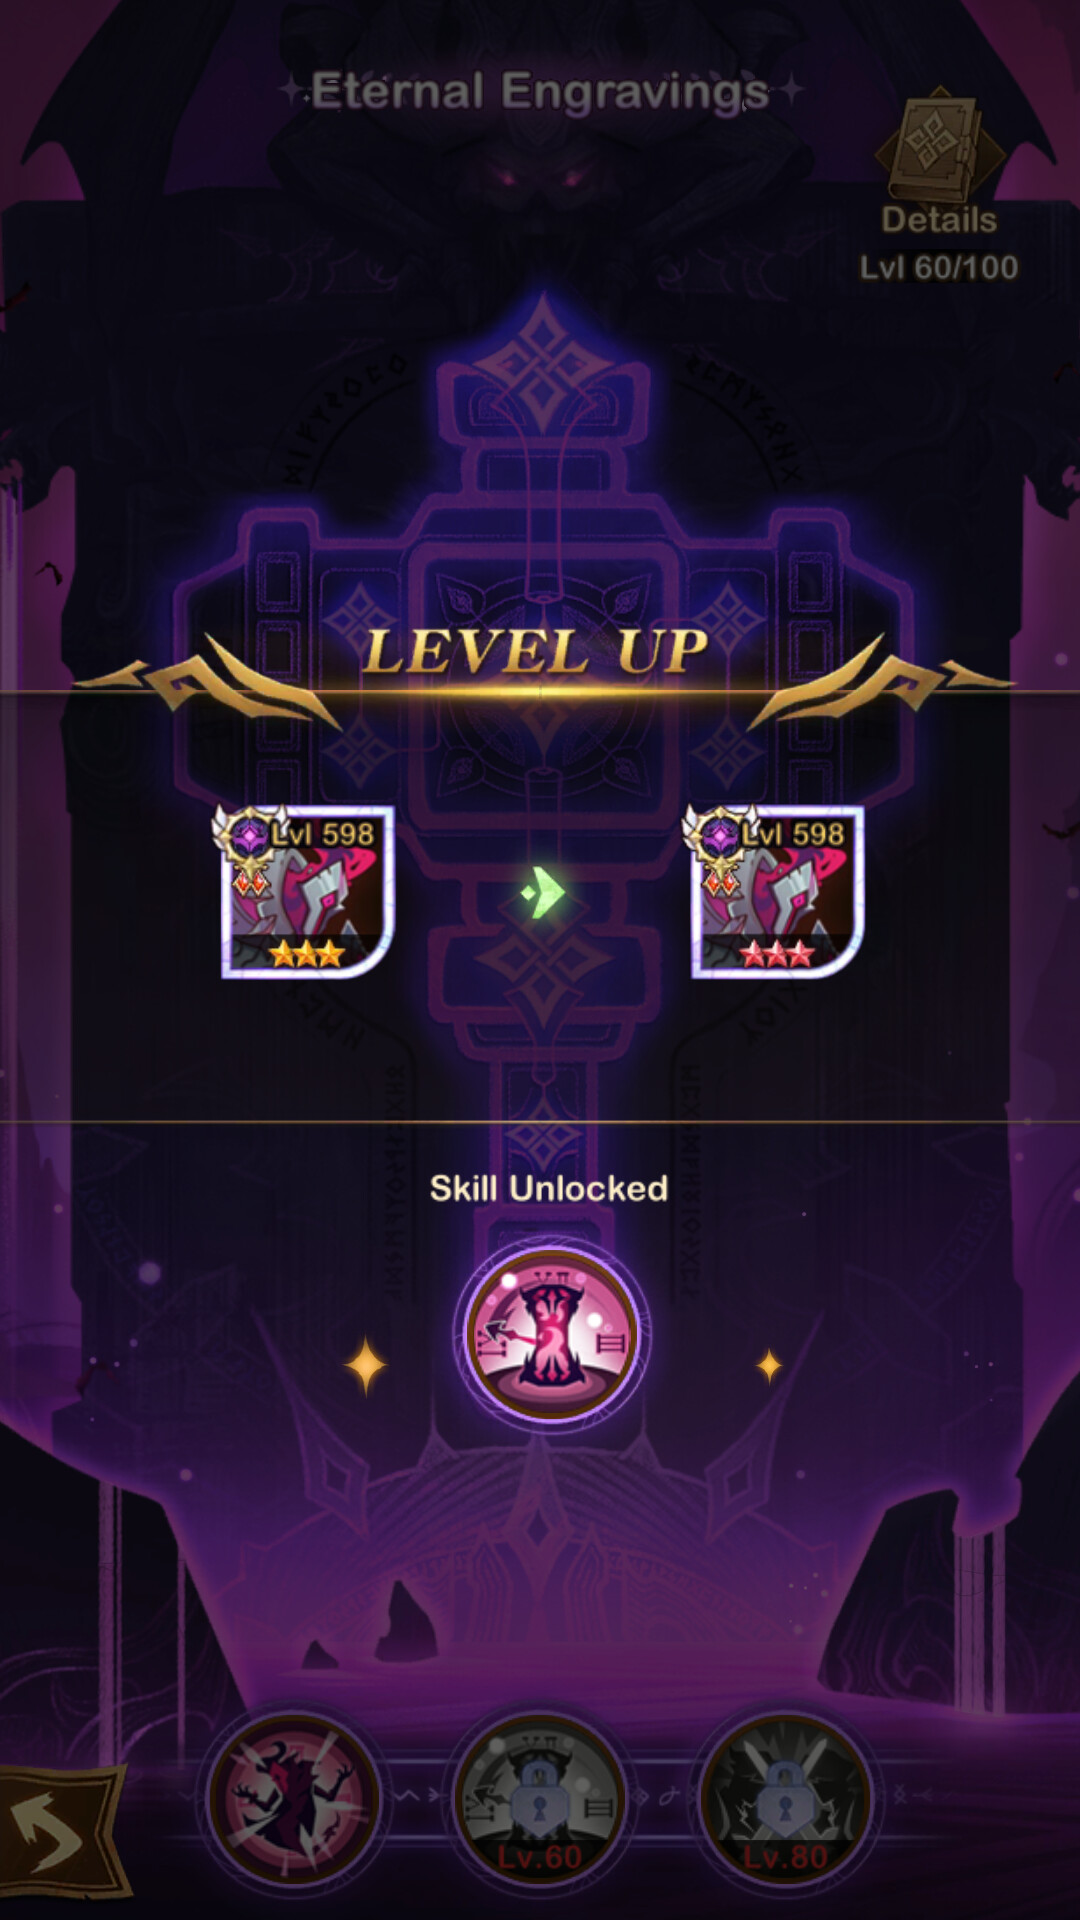 Eternal Engravings
Details
Lvl 60/100
LEVEL UP
Lvl 598
Lvl 598
Skill Unlocked
Lv.60
Lv.80